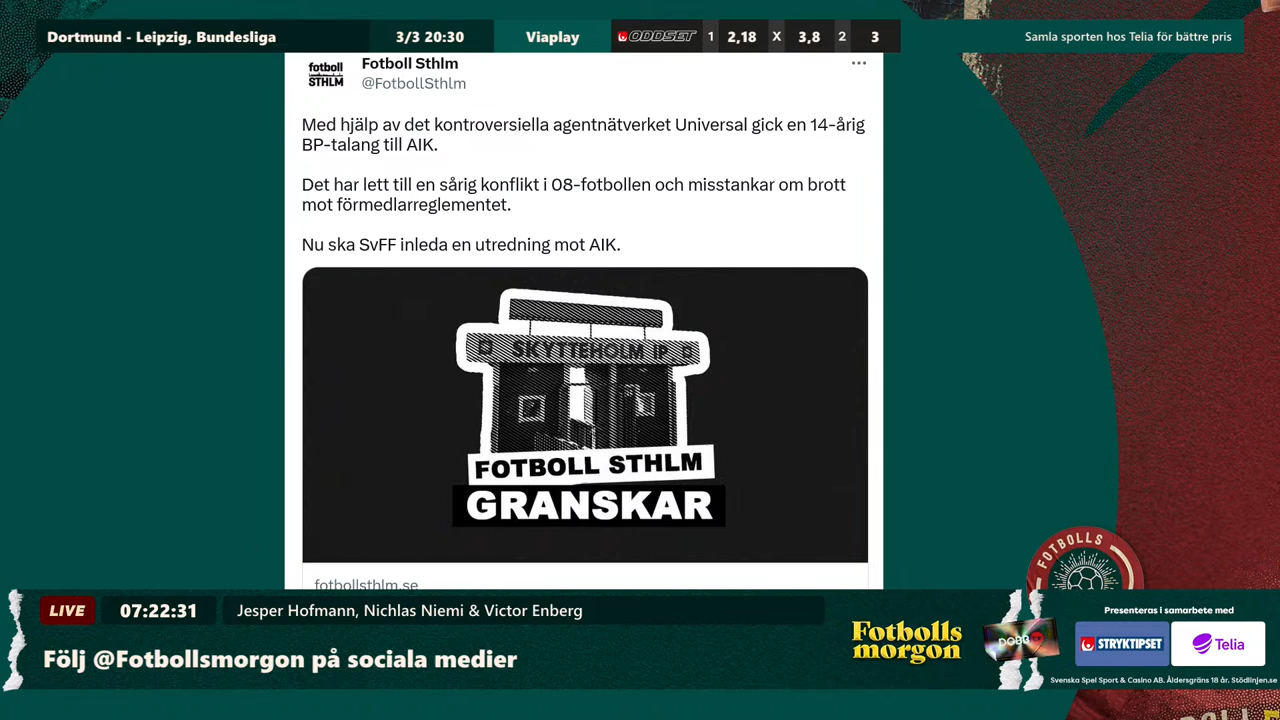 Dortmund - Leipzig, Bundesliga 3/3 20:30 Viaplay ODDSET 1 2,18 X 3,8 2 3 Samla sporten hos Telia för bättre pris
fotboll
STHLM
Fotboll Sthlm
@FotbollSthlm
Med hjälp av det kontroversiella agentnätverket Universal gick en 14-årig
BP-talang till AIK.
Det har lett till en sårig konflikt i 08-fotbollen och misstankar om brott
mot förmedlarreglementet.
Nu ska SvFF inleda en utredning mot AIK.
SKYTTEHOLM IP
FOTBOLL STHLM
GRANSKAR
fotbollsthlm.se
FOTBOLLS
LIVE 07:22:31 Jesper Hofmann, Nichlas Niemi & Victor Enberg
Följ @Fotbollsmorgon på sociala medier
Fotbolls
morgon
Presenteras i samarbete med
STRYKTIPSET Telia
Svenska Spel Sport & Casino AB. Åldersgräns 18 år. Stödlinjen.se